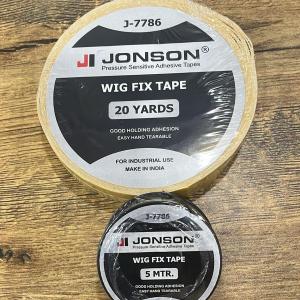 J-7786
JI JONSON®
Pressure Sensitive Adhesive Tapes
WIG FIX TAPE
20 YARDS
GOOD HOLDING ADHESION
EASY HAND TEARABLE
FOR INDUSTRIAL USE
MAKE IN INDIA
J-7786
JI JONSON®
Pressure Sensitive Adhesive Tapes
WIG FIX TAPE
5 MTR.
GOOD HOLDING ADHESION
EASY HAND TEARABLE